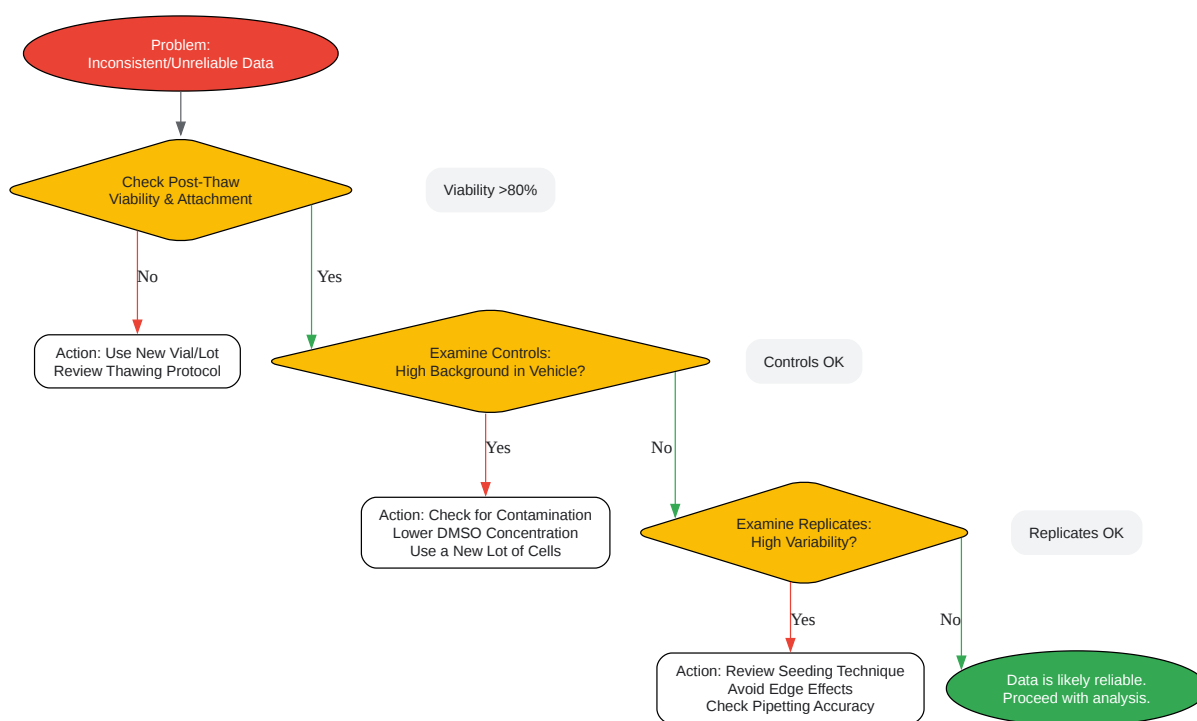 Problem:
Inconsistent/Unreliable Data
Check Post-Thaw
Viability & Attachment
Viability >80%
No
Yes
Action: Use New Vial/Lot
Review Thawing Protocol
Examine Controls:
High Background in Vehicle?
Controls OK
Yes
No
Action: Check for Contamination
Lower DMSO Concentration
Use a New Lot of Cells
Examine Replicates:
High Variability?
Replicates OK
Yes
No
Action: Review Seeding Technique
Avoid Edge Effects
Check Pipetting Accuracy
Data is likely reliable.
Proceed with analysis.